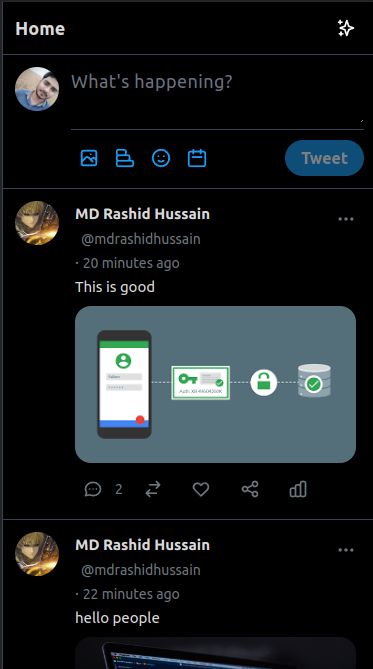 Home
What's happening?
Tweet
MD Rashid Hussain
@mdrashidhussain
· 20 minutes ago
This is good
2
MD Rashid Hussain
@mdrashidhussain
· 22 minutes ago
hello people